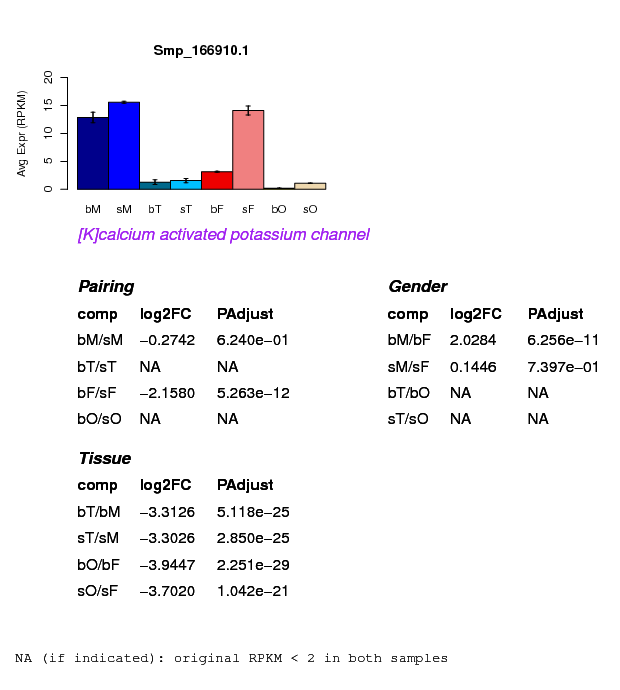 Smp_166910.1
20
15
10
5
0
Avg Expr (RPKM)
bM sM bT sT bF sF bO sO
[K]calcium activated potassium channel
Pairing
comp log2FC PAdjust
bM/sM −0.2742 6.240e−01
bT/sT NA NA
bF/sF −2.1580 5.263e−12
bO/sO NA NA
Gender
comp log2FC PAdjust
bM/bF 2.0284 6.256e−11
sM/sF 0.1446 7.397e−01
bT/bO NA NA
sT/sO NA NA
Tissue
comp log2FC PAdjust
bT/bM −3.3126 5.118e−25
sT/sM −3.3026 2.850e−25
bO/bF −3.9447 2.251e−29
sO/sF −3.7020 1.042e−21
NA (if indicated): original RPKM < 2 in both samples